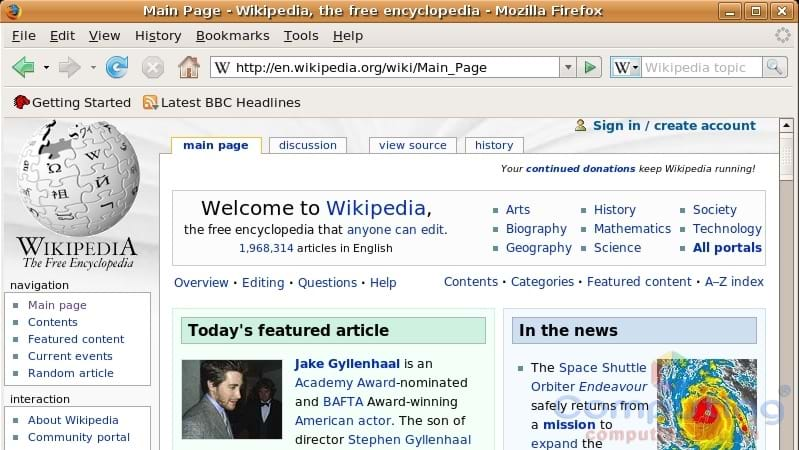 Main Page - Wikipedia, the free encyclopedia - Mozilla Firefox
File Edit View History Bookmarks Tools Help
W http://en.wikipedia.org/wiki/Main_Page W Wikipedia topic
Getting Started Latest BBC Headlines
Sign in / create account
main page discussion view source history
Your continued donations keep Wikipedia running!
WIKIPEDIA
The Free Encyclopedia
Welcome to Wikipedia,
the free encyclopedia that anyone can edit.
1,968,314 articles in English
Arts History Society
Biography Mathematics Technology
Geography Science All portals
Overview · Editing · Questions · Help
Contents · Categories · Featured content · A–Z index
navigation
Main page
Contents
Featured content
Current events
Random article
interaction
About Wikipedia
Community portal
Today's featured article
Jake Gyllenhaal is an
Academy Award-nominated
and BAFTA Award-winning
American actor. The son of
director Stephen Gyllenhaal
In the news
The Space Shuttle
Orbiter Endeavour
safely returns from
a mission to
expand the